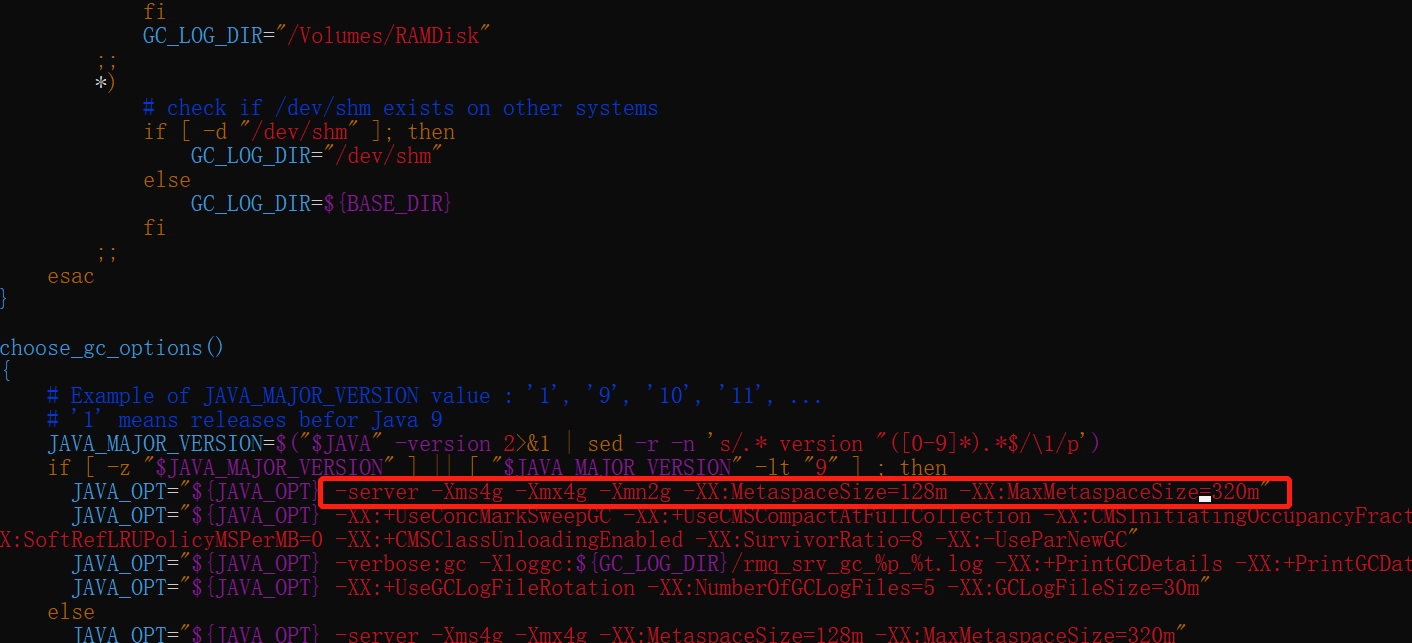 fi
            GC_LOG_DIR="/Volumes/RAMDisk"
        ;;
        *)
            # check if /dev/shm exists on other systems
            if [ -d "/dev/shm" ]; then
                GC_LOG_DIR="/dev/shm"
            else
                GC_LOG_DIR=${BASE_DIR}
            fi
        ;;
    esac
}

choose_gc_options()
{
    # Example of JAVA_MAJOR_VERSION value : '1', '9', '10', '11', ...
    # '1' means releases befor Java 9
    JAVA_MAJOR_VERSION=$("$JAVA" -version 2>&1 | sed -r -n 's/.* version "([0-9]*).*$/\1/p')
    if [ -z "$JAVA_MAJOR_VERSION" ] || [ "$JAVA_MAJOR_VERSION" -lt "9" ] ; then
      JAVA_OPT="${JAVA_OPT} -server -Xms4g -Xmx4g -Xmn2g -XX:MetaspaceSize=128m -XX:MaxMetaspaceSize=320m"
      JAVA_OPT="${JAVA_OPT} -XX:+UseConcMarkSweepGC -XX:+UseCMSCompactAtFullCollection -XX:CMSInitiatingOccupancyFract
X:SoftRefLRUPolicyMSPerMB=0 -XX:+CMSClassUnloadingEnabled -XX:SurvivorRatio=8 -XX:-UseParNewGC"
      JAVA_OPT="${JAVA_OPT} -verbose:gc -Xloggc:${GC_LOG_DIR}/rmq_srv_gc_%p_%t.log -XX:+PrintGCDetails -XX:+PrintGCDat
      JAVA_OPT="${JAVA_OPT} -XX:+UseGCLogFileRotation -XX:NumberOfGCLogFiles=5 -XX:GCLogFileSize=30m"
    else
      JAVA_OPT="${JAVA_OPT} -server -Xms4g -Xmx4g -XX:MetaspaceSize=128m -XX:MaxMetaspaceSize=320m"